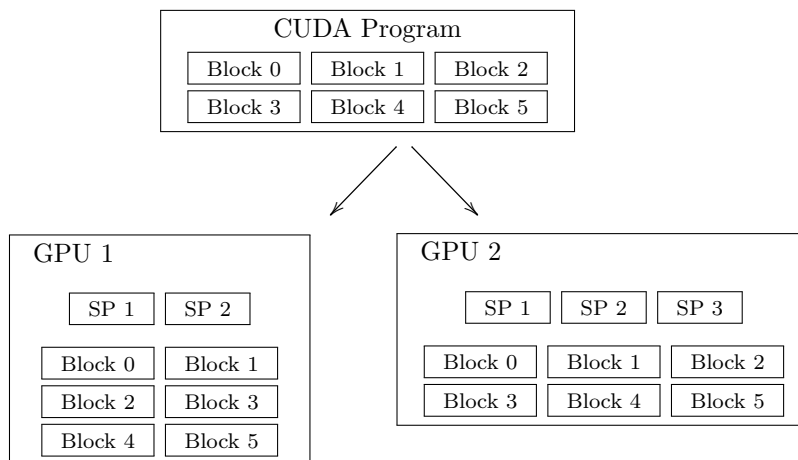 CUDA Program
Block 0 Block 1 Block 2
Block 3 Block 4 Block 5
GPU 1
SP 1 SP 2
Block 0 Block 1
Block 2 Block 3
Block 4 Block 5
GPU 2
SP 1 SP 2 SP 3
Block 0 Block 1 Block 2
Block 3 Block 4 Block 5